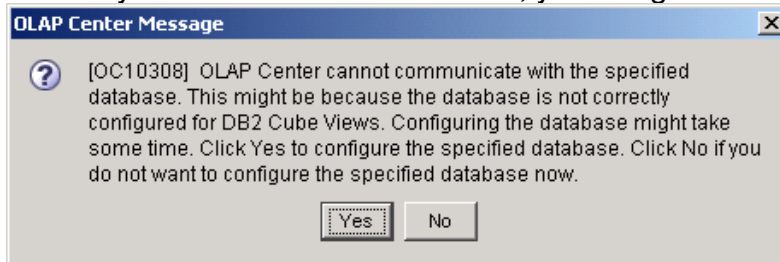 OLAP Center Message
[OC10308] OLAP Center cannot communicate with the specified
database. This might be because the database is not correctly
configured for DB2 Cube Views. Configuring the database might take
some time. Click Yes to configure the specified database. Click No if you
do not want to configure the specified database now.
Yes No